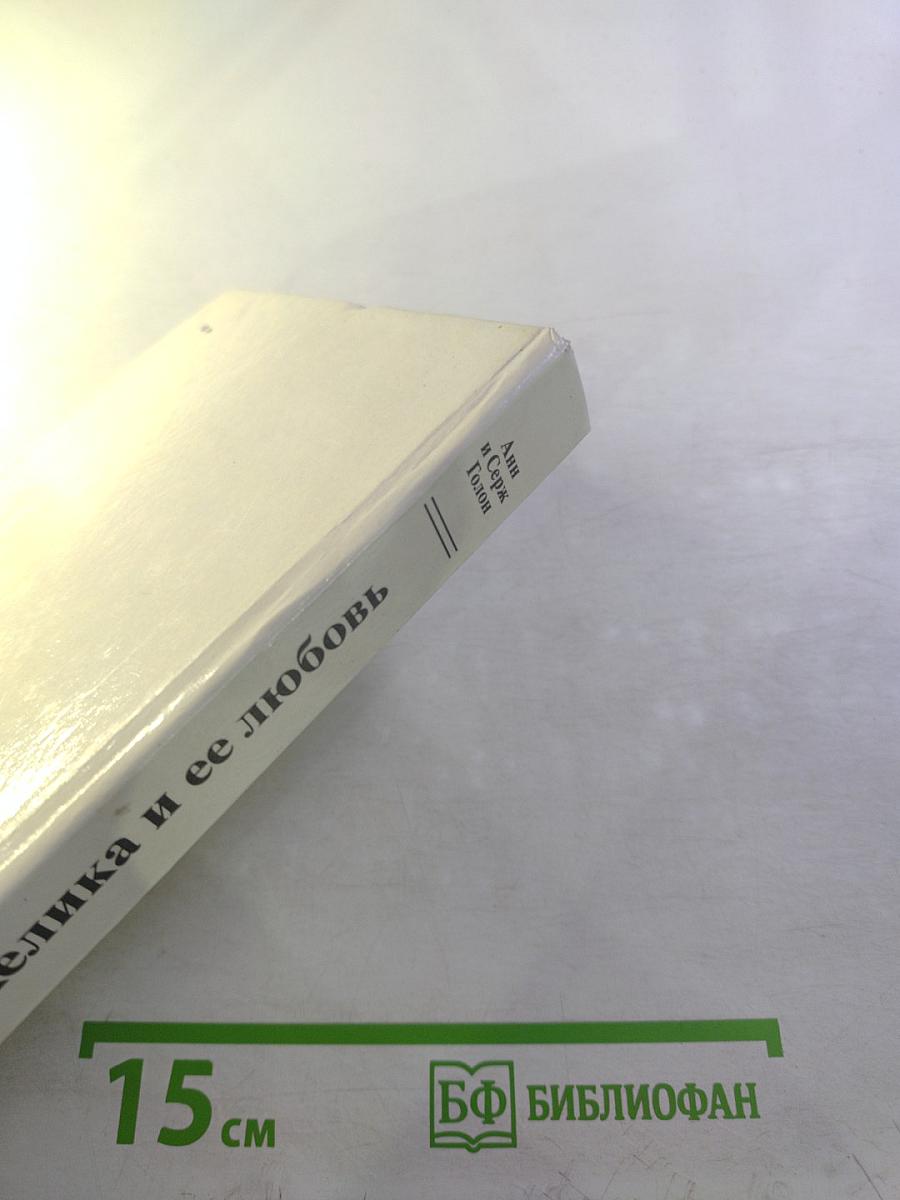 Анн
и Серж
Голон
елика и ее любовь
15 см
БФ БИБЛИОФАН